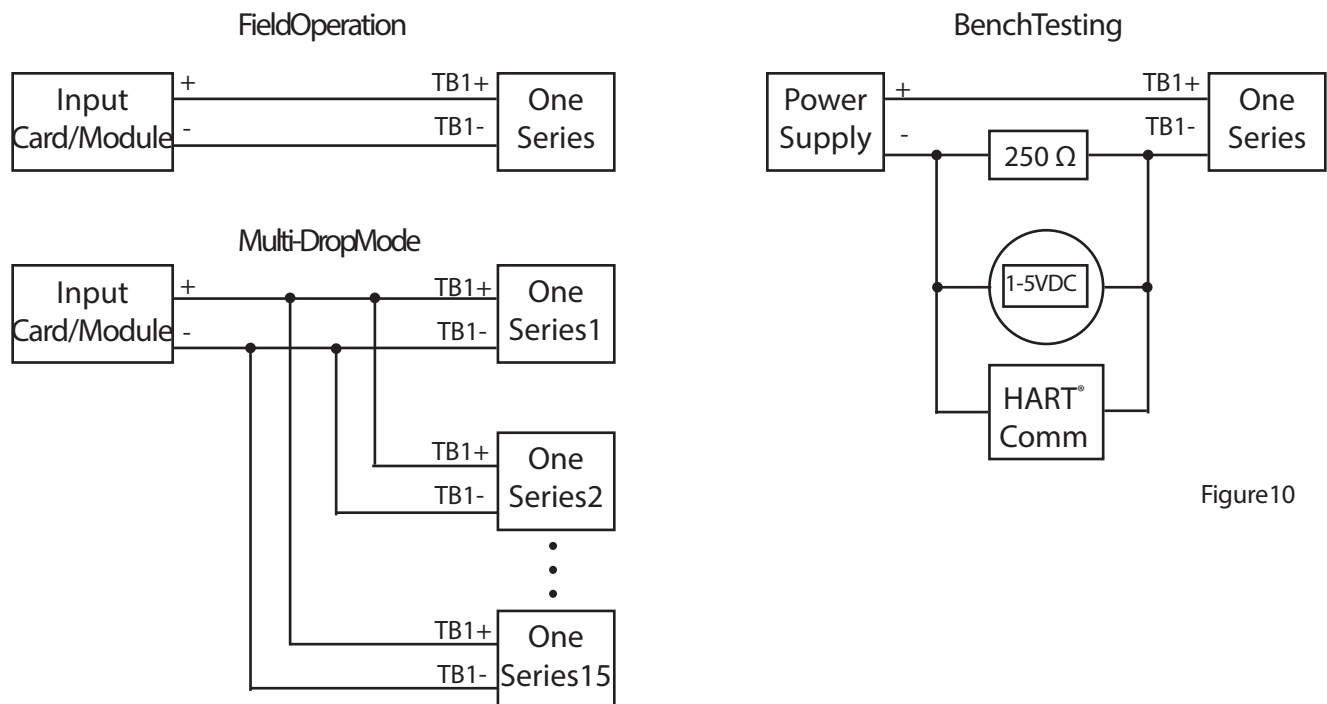 FieldOperation
Input
Card/Module
+
-
TB1+
TB1-
One
Series
Multi-DropMode
Input
Card/Module
+
-
TB1+
TB1-
One
Series1
TB1+
TB1-
One
Series2
TB1+
TB1-
One
Series15
BenchTesting
Power
Supply
+
-
TB1+
TB1-
One
Series
250 Ω
1-5VDC
HART®
Comm
Figure10